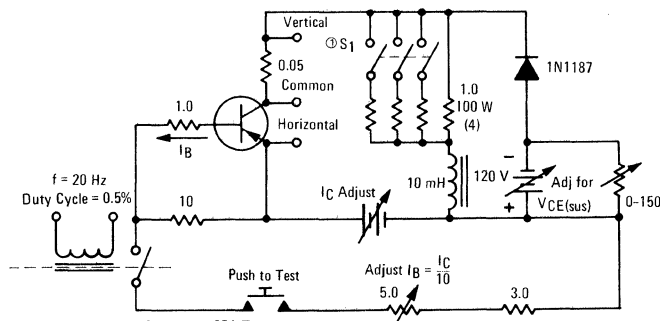 Vertical
① S1
0.05
Common
1N1187
1.0
1.0
100 W
(4)
Horizontal
IB
f = 20 Hz
Duty Cycle = 0.5%
IC Adjust
10 mH
120 V
−
+
Adj for
VCE(sus)
0-150
10
Push to Test
Adjust IB = IC/10
5.0
3.0